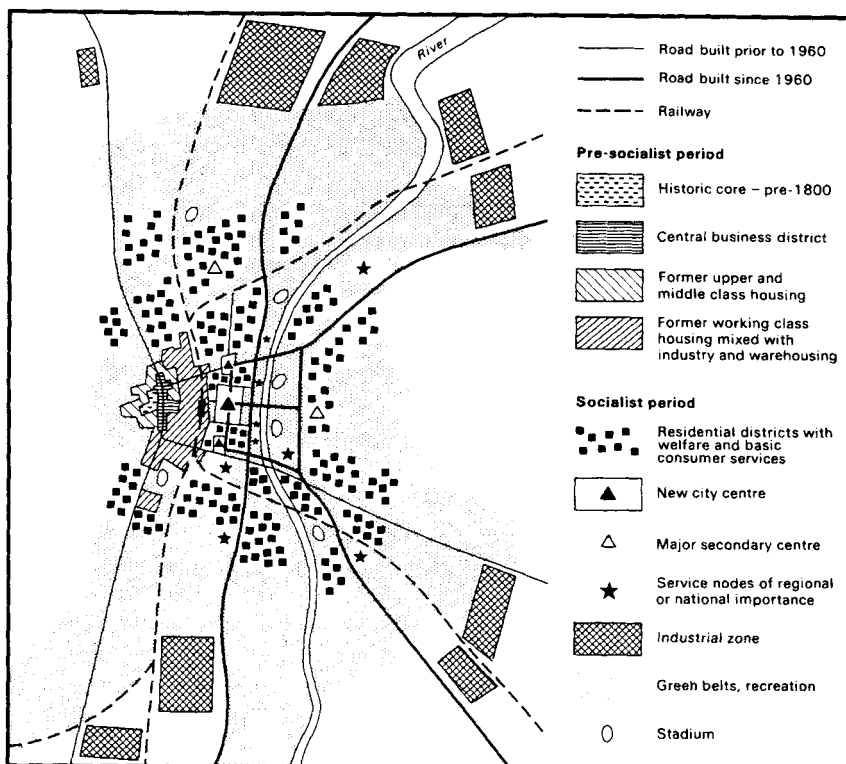 River
Road built prior to 1960
Road built since 1960
Railway
Pre-socialist period
Historic core – pre-1800
Central business district
Former upper and
middle class housing
Former working class
housing mixed with
industry and warehousing
Socialist period
Residential districts with
welfare and basic
consumer services
New city centre
Major secondary centre
Service nodes of regional
or national importance
Industrial zone
Green belts, recreation
Stadium